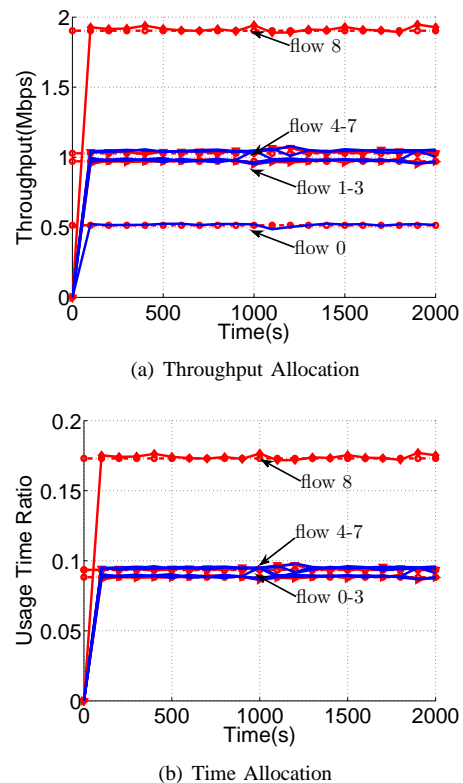 2
flow 8
1.5
flow 4-7
1
flow 1-3
0.5
flow 0
0
0 500 1000 1500 2000
Throughput(Mbps)
Time(s)
(a) Throughput Allocation
0.2
flow 8
0.15
flow 4-7
0.1
flow 0-3
0.05
0
0 500 1000 1500 2000
Usage Time Ratio
Time(s)
(b) Time Allocation